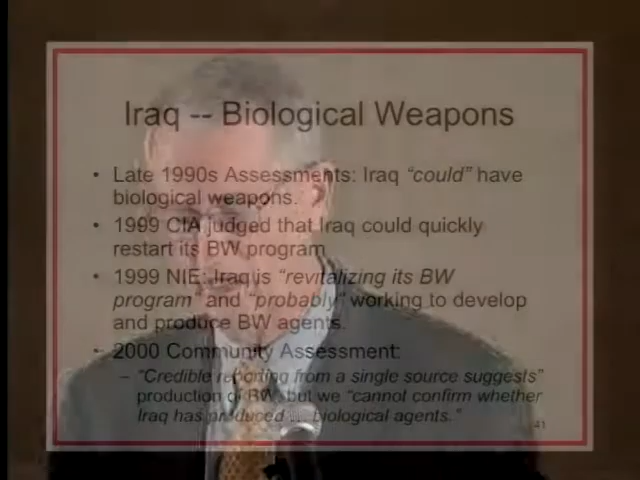 Iraq -- Biological Weapons
• Late 1990s Assessments: Iraq “could” have
biological weapons.
• 1999 CIA judged that Iraq could quickly
restart its BW program
• 1999 NIE: Iraq is “revitalizing its BW
program” and “probably” working to develop
and produce BW agents.
• 2000 Community Assessment:
– “Credible reporting from a single source suggests”
production of BW, but we “cannot confirm whether
Iraq has produced ... biological agents.”
41